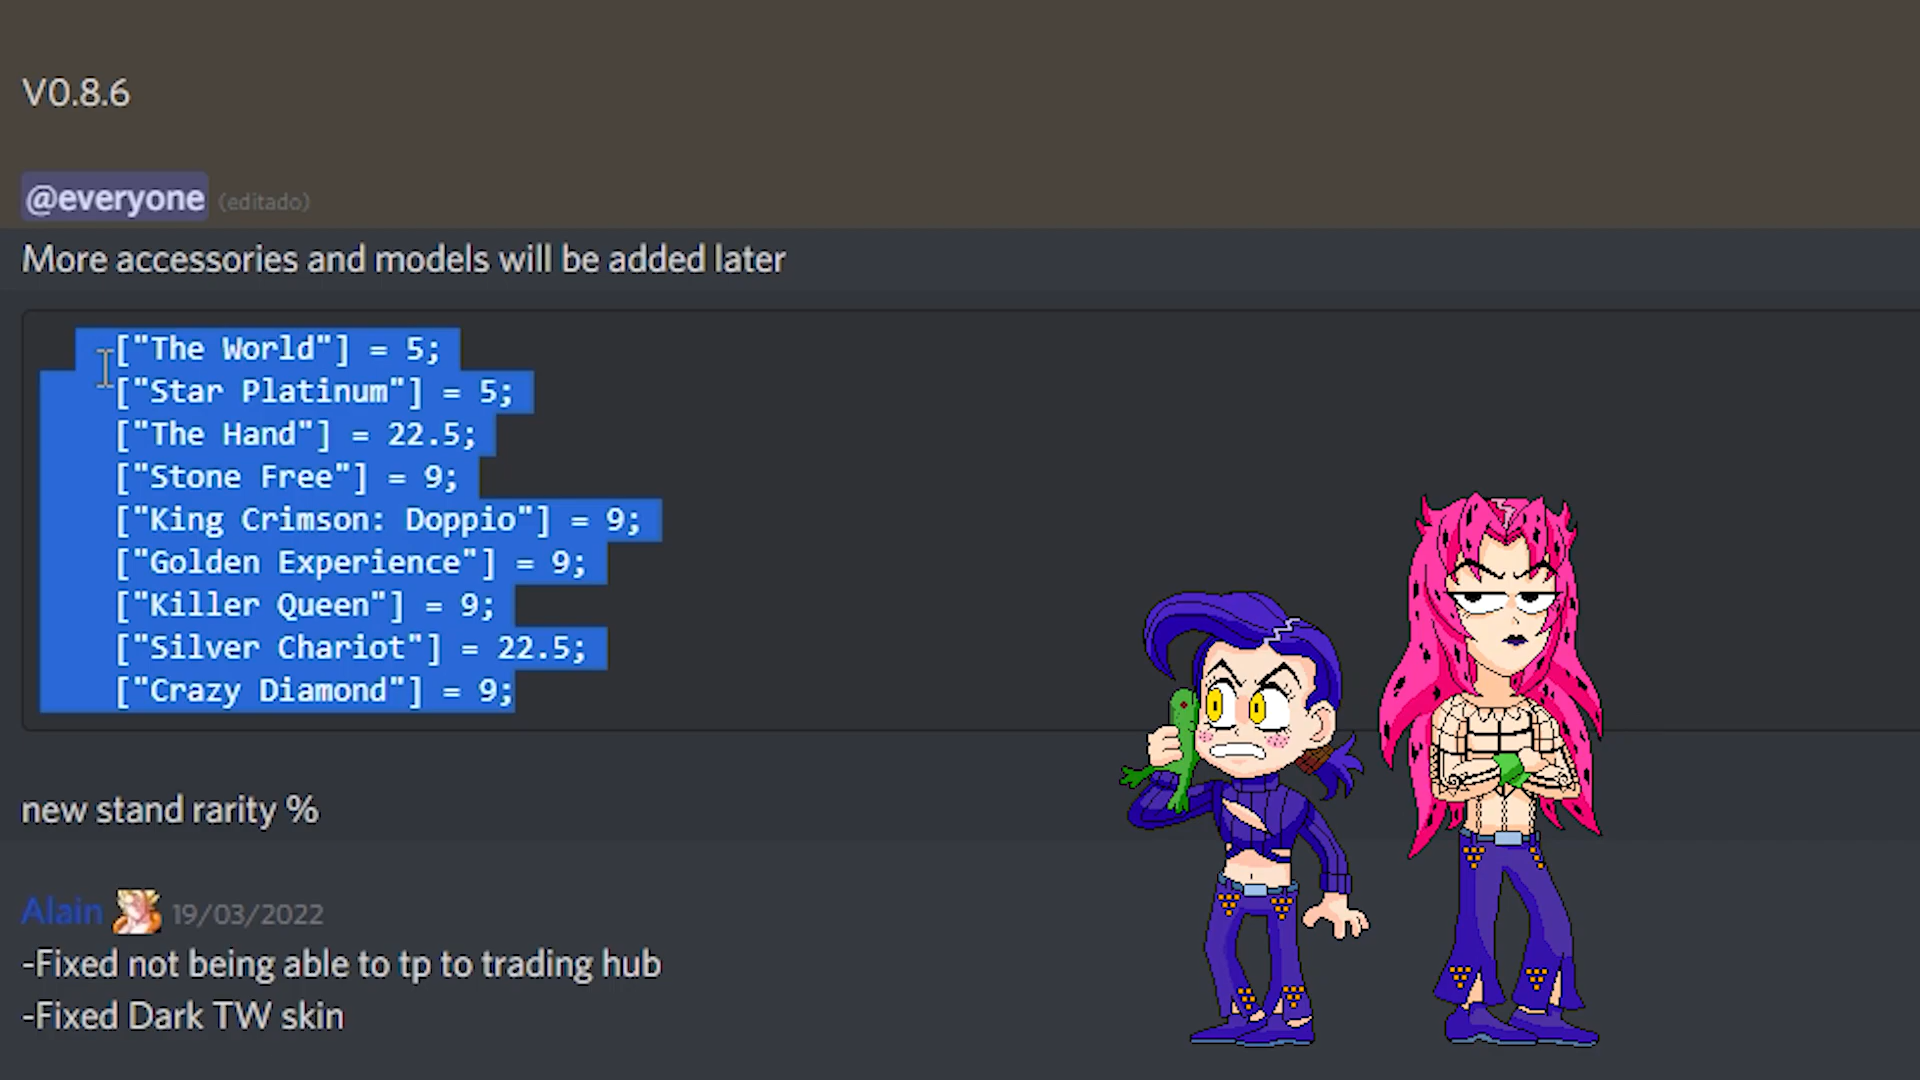 V0.8.6
@everyone (editado)
More accessories and models will be added later
["The World"] = 5;
["Star Platinum"] = 5;
["The Hand"] = 22.5;
["Stone Free"] = 9;
["King Crimson: Doppio"] = 9;
["Golden Experience"] = 9;
["Killer Queen"] = 9;
["Silver Chariot"] = 22.5;
["Crazy Diamond"] = 9;
new stand rarity %
Alain 19/03/2022
-Fixed not being able to tp to trading hub
-Fixed Dark TW skin